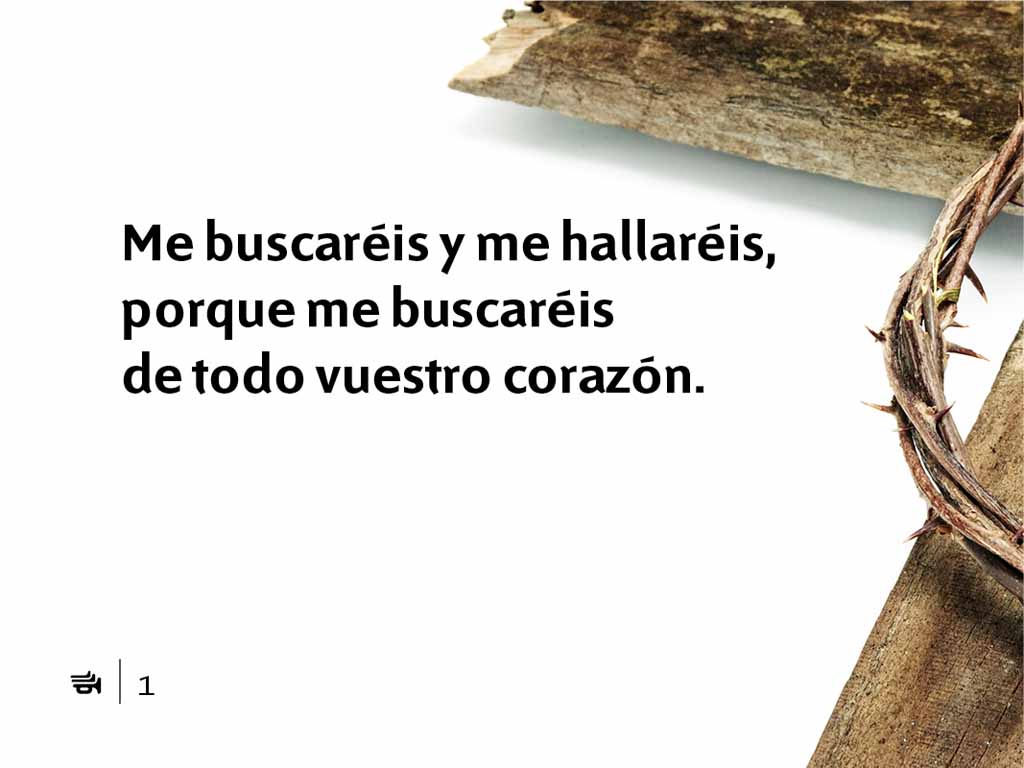 Me buscaréis y me hallaréis,
porque me buscaréis
de todo vuestro corazón.
1